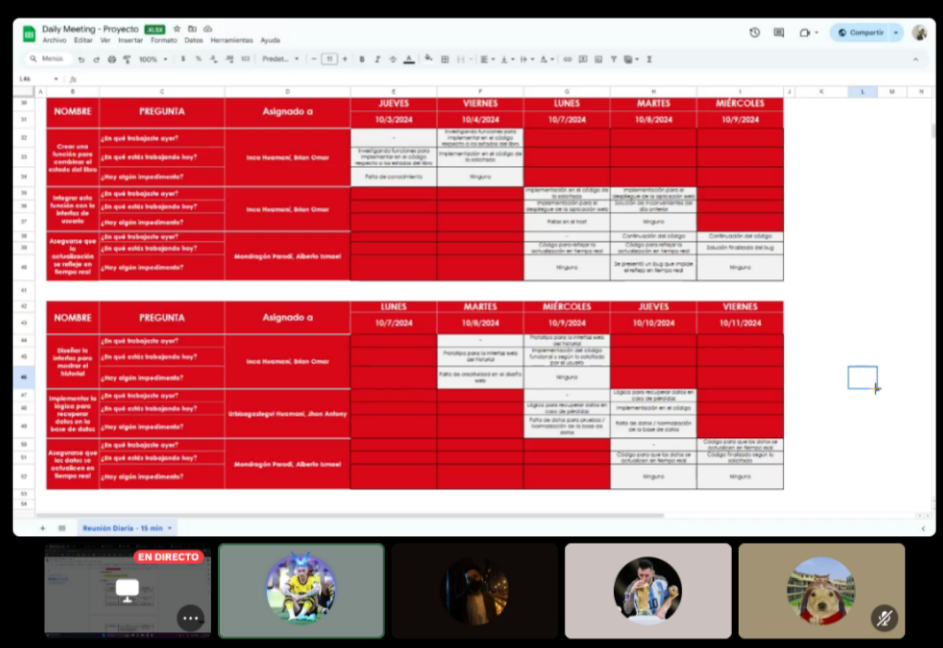 Daily Meeting - Proyecto .XLSX
Archivo Editar Ver Insertar Formato Datos Herramientas Ayuda
Compartir
Menús 100% Predet... 11
L46 fx
A B C D E F G H I J K L M N
NOMBRE PREGUNTA Asignado a JUEVES VIERNES LUNES MARTES MIÉRCOLES
10/3/2024 10/4/2024 10/7/2024 10/8/2024 10/9/2024
Crear una función para combinar el estado del libro
¿En qué trabajaste ayer?
¿En qué estás trabajando hoy?
¿Hay algún impedimento?
Inca Huamaní, Brian Omar
-
Investigando funciones para implementar en el código respecto a los estados del libro
Investigando funciones para implementar en el código respecto a los estados del libro
Implementación en el código de lo solicitado
Falta de conocimiento
Ninguno
Integrar esta función con la interfaz de usuario
¿En qué trabajaste ayer?
¿En qué estás trabajando hoy?
¿Hay algún impedimento?
Inca Huamaní, Brian Omar
Implementación en el código de lo solicitado
Implementación para el despliegue de la aplicación web
Implementación para el despliegue de la aplicación web
Solución de inconvenientes del día anterior
Fallas en el host
Ninguno
Asegurarse que la actualización se refleje en tiempo real
¿En qué trabajaste ayer?
¿En qué estás trabajando hoy?
¿Hay algún impedimento?
Mondragón Parodi, Alberto Ismael
-
Continuación del código
Continuación del código
Código para reflejar la actualización en tiempo real
Código para reflejar la actualización en tiempo real
Solución finalizada del bug
Ninguno
Se presentó un bug que impide el reflejo en tiempo real
Ninguno
NOMBRE PREGUNTA Asignado a LUNES MARTES MIÉRCOLES JUEVES VIERNES
10/7/2024 10/8/2024 10/9/2024 10/10/2024 10/11/2024
Diseñar la interfaz para mostrar el historial
¿En qué trabajaste ayer?
¿En qué estás trabajando hoy?
¿Hay algún impedimento?
Inca Huamaní, Brian Omar
-
Prototipo para la interfaz web del historial
Prototipo para la interfaz web del historial
Implementación del código funcional y según lo solicitado por el usuario
Falta de creatividad en el diseño web
Ninguno
Implementar la lógica para recuperar datos en la base de datos
¿En qué trabajaste ayer?
¿En qué estás trabajando hoy?
¿Hay algún impedimento?
Huamaní, Jhon Antony
-
Lógica para recuperar datos en caso de pérdidas
Lógica para recuperar datos en caso de pérdidas
Implementación en el código
Falta de datos para pruebas / Normalización de la base de datos
Falta de datos / Normalización de la base de datos
Asegurarse que los datos se actualicen en tiempo real
¿En qué trabajaste ayer?
¿En qué estás trabajando hoy?
¿Hay algún impedimento?
Mondragón Parodi, Alberto Ismael
-
Código para que los datos se actualicen en tiempo real
Código para que los datos se actualicen en tiempo real
Código finalizado según lo solicitado
Ninguno
Ninguno
Reunión Diaria - 15 min
EN DIRECTO